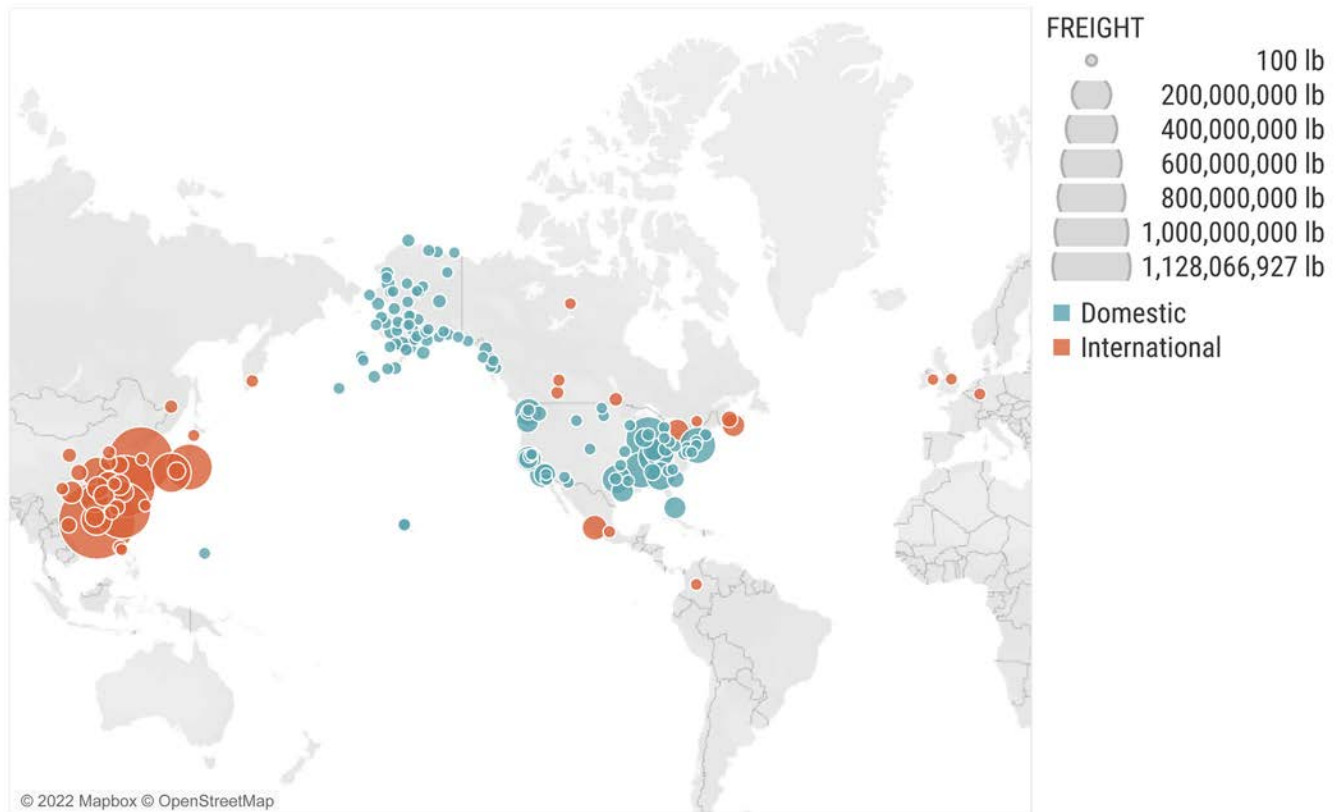 FREIGHT
100 lb
200,000,000 lb
400,000,000 lb
600,000,000 lb
800,000,000 lb
1,000,000,000 lb
1,128,066,927 lb
Domestic
International
© 2022 Mapbox © OpenStreetMap